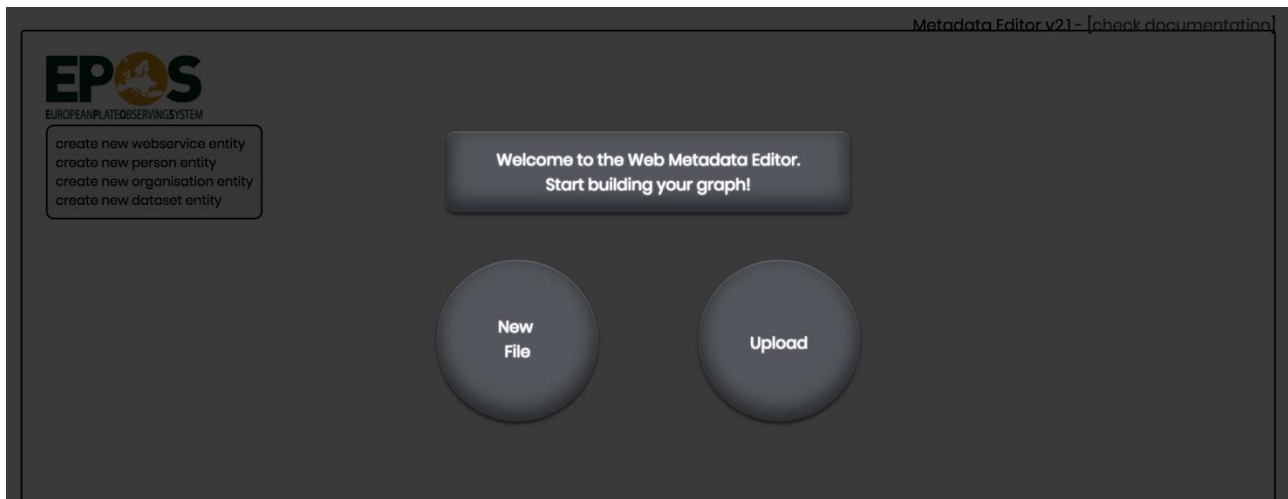 Metadata Editor v2.1 - [check documentation]
EPOS
EUROPEANPLATEOBSERVINGSYSTEM
create new webservice entity
create new person entity
create new organisation entity
create new dataset entity
Welcome to the Web Metadata Editor.
Start building your graph!
New
File
Upload